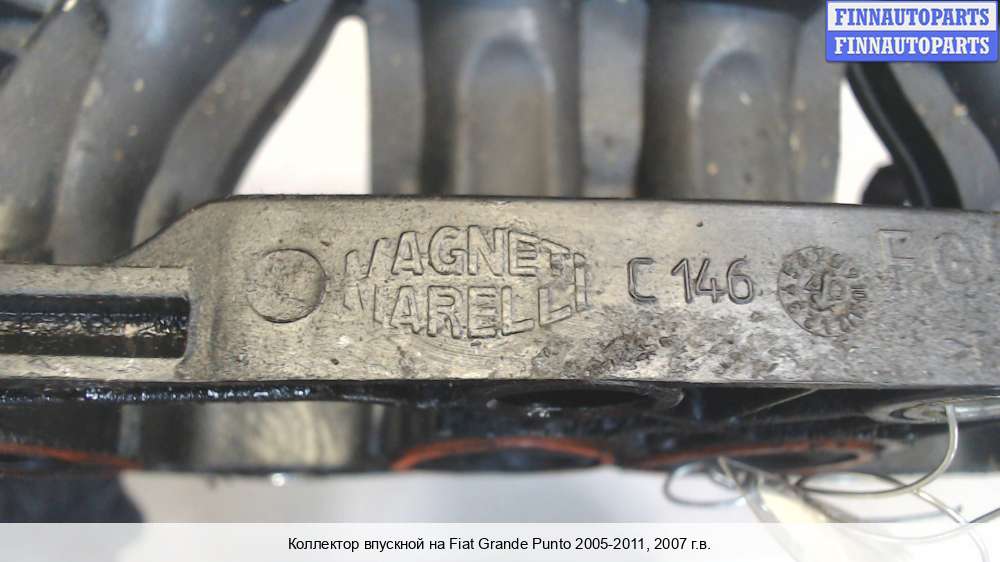 FINNAUTOPARTS
FINNAUTOPARTS
MAGNETI
MARELLI
C 146
Коллектор впускной на Fiat Grande Punto 2005-2011, 2007 г.в.